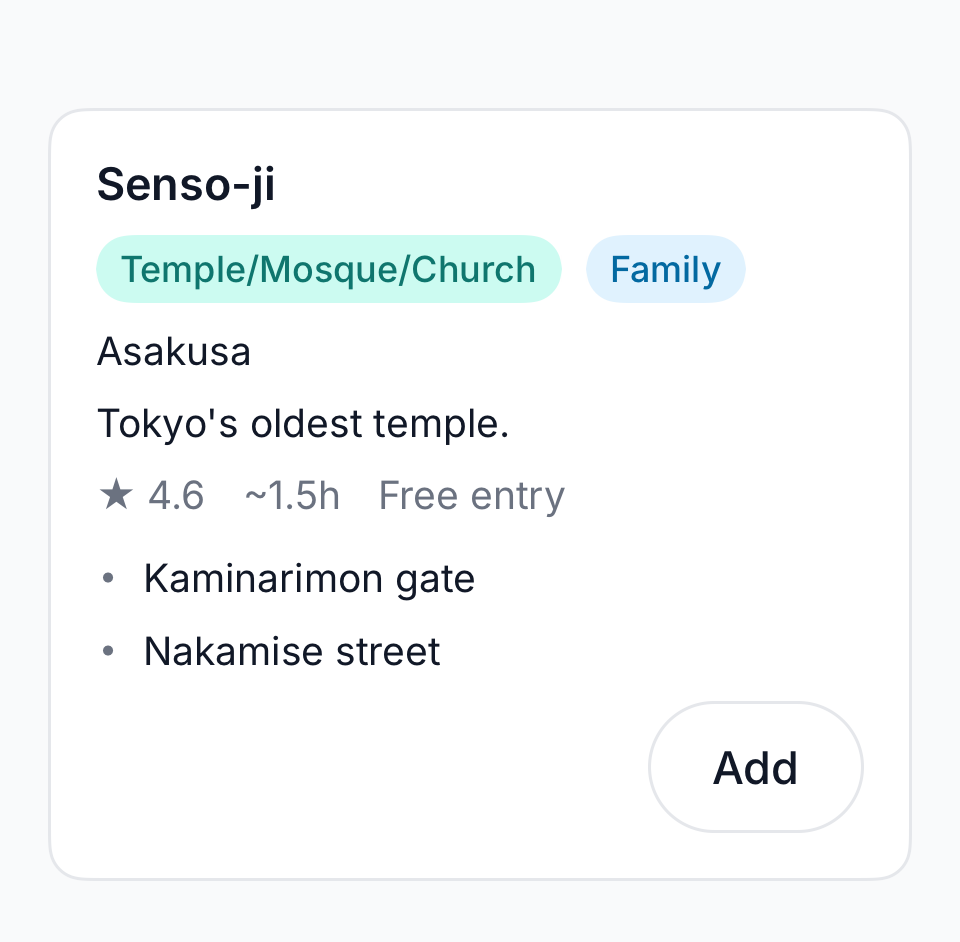 Senso-ji
Temple/Mosque/Church Family
Asakusa
Tokyo's oldest temple.
★ 4.6 ~1.5h Free entry
• Kaminarimon gate
• Nakamise street
Add